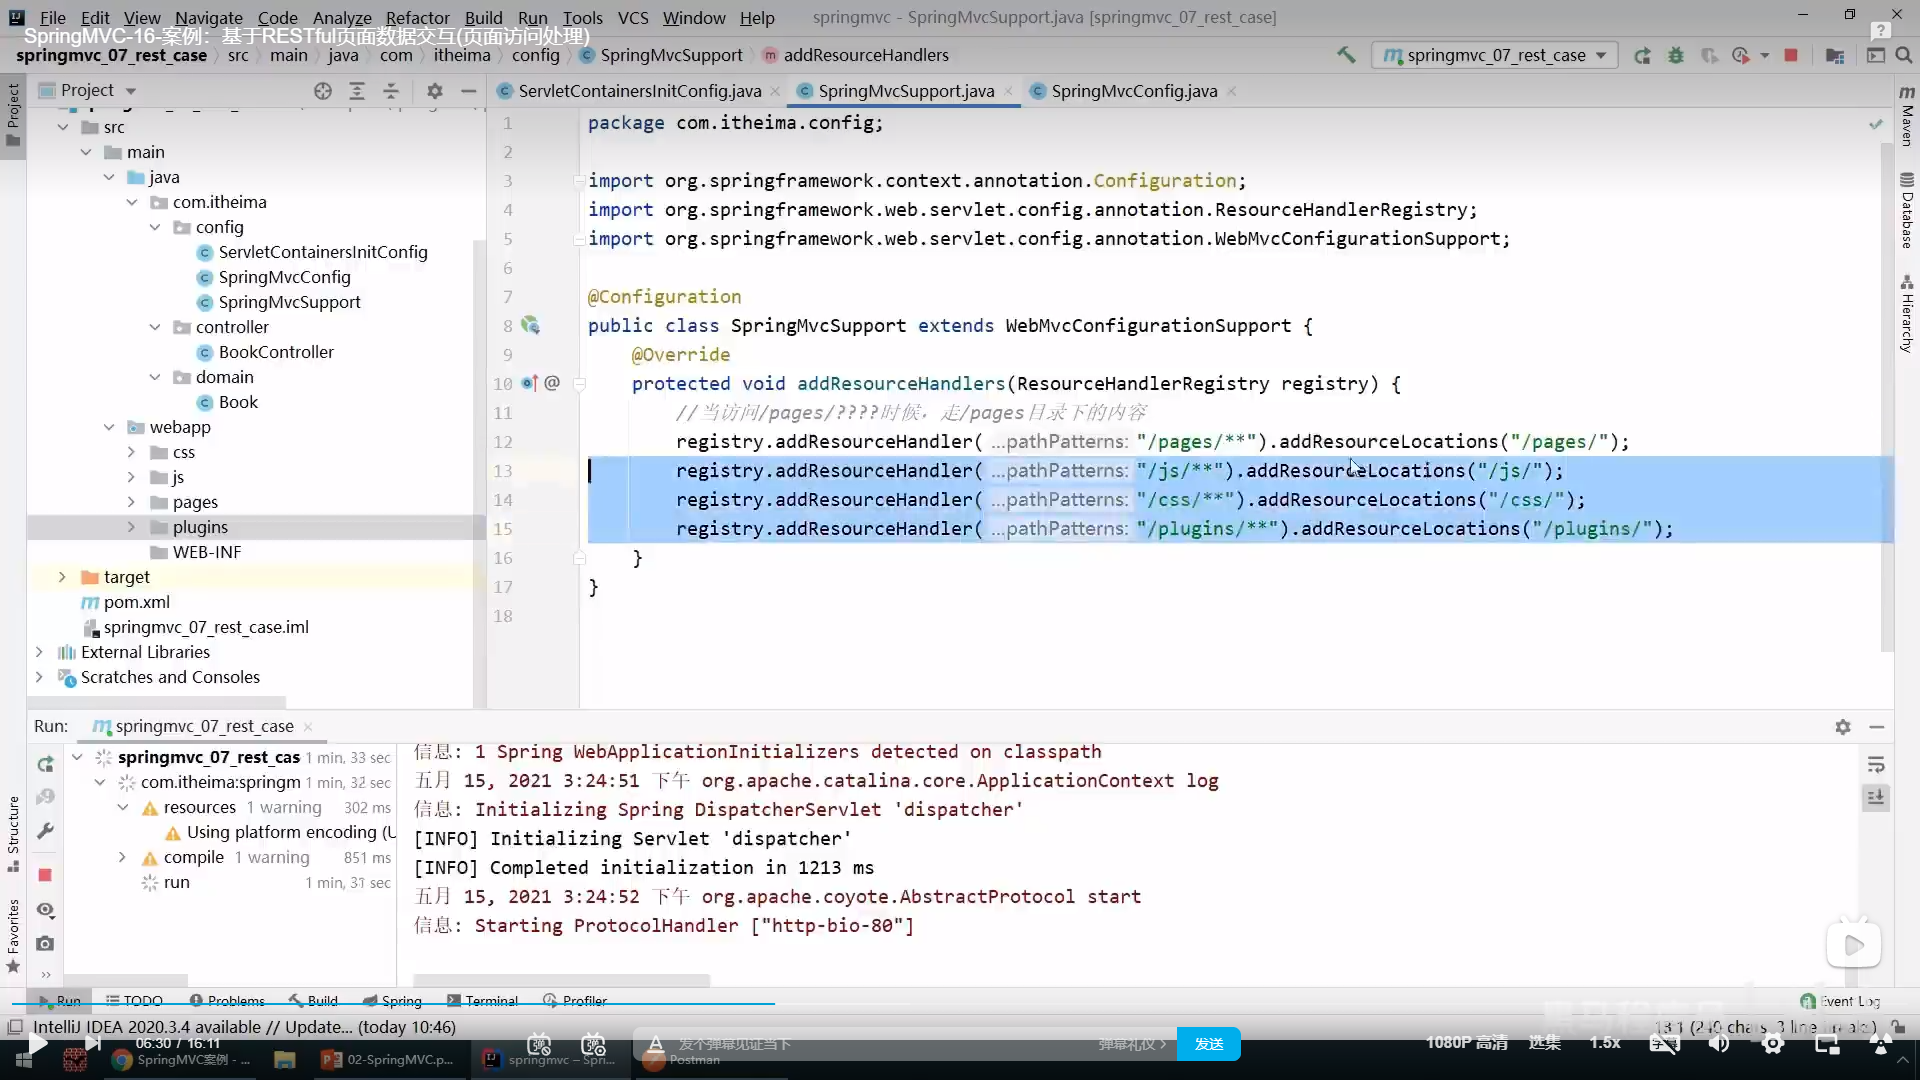 File Edit View Navigate Code Analyze Refactor Build Run Tools VCS Window Help springmvc - SpringMvcSupport.java [springmvc_07_rest_case]
SpringMVC-16-案例：基于RESTful页面数据交互(页面访问处理)
springmvc_07_rest_case src main java com itheima config SpringMvcSupport addResourceHandlers springmvc_07_rest_case
Project
ServletContainersInitConfig.java SpringMvcSupport.java SpringMvcConfig.java
Project
Structure
Favorites
src
main
java
com.itheima
config
ServletContainersInitConfig
SpringMvcConfig
SpringMvcSupport
controller
BookController
domain
Book
webapp
css
js
pages
plugins
WEB-INF
target
pom.xml
springmvc_07_rest_case.iml
External Libraries
Scratches and Consoles
1 package com.itheima.config;
2
3 import org.springframework.context.annotation.Configuration;
4 import org.springframework.web.servlet.config.annotation.ResourceHandlerRegistry;
5 import org.springframework.web.servlet.config.annotation.WebMvcConfigurationSupport;
6
7 @Configuration
8 public class SpringMvcSupport extends WebMvcConfigurationSupport {
9 @Override
10 protected void addResourceHandlers(ResourceHandlerRegistry registry) {
11 //当访问/pages/????时候，走/pages目录下的内容
12 registry.addResourceHandler( ...pathPatterns: "/pages/**").addResourceLocations("/pages/");
13 registry.addResourceHandler( ...pathPatterns: "/js/**").addResourceLocations("/js/");
14 registry.addResourceHandler( ...pathPatterns: "/css/**").addResourceLocations("/css/");
15 registry.addResourceHandler( ...pathPatterns: "/plugins/**").addResourceLocations("/plugins/");
16 }
17 }
18
Maven
Database
Hierarchy
Run: springmvc_07_rest_case
springmvc_07_rest_cas 1 min, 33 sec
com.itheima:springm 1 min, 32 sec
resources 1 warning 302 ms
Using platform encoding (U
compile 1 warning 851 ms
run 1 min, 31 sec
信息: 1 Spring WebApplicationInitializers detected on classpath
五月 15, 2021 3:24:51 下午 org.apache.catalina.core.ApplicationContext log
信息: Initializing Spring DispatcherServlet 'dispatcher'
[INFO] Initializing Servlet 'dispatcher'
[INFO] Completed initialization in 1213 ms
五月 15, 2021 3:24:52 下午 org.apache.coyote.AbstractProtocol start
信息: Starting ProtocolHandler ["http-bio-80"]
Run TODO Problems Build Spring Terminal Profiler Event Log
IntelliJ IDEA 2020.3.4 available // Update... (today 10:46) 13:1 (240 chars, 3 line breaks)
06:30 / 16:11 发个弹幕见证当下 弹幕礼仪 发送 1080P 高清 选集 1.5x
SpringMVC案例 - ... 02-SpringMVC.p... springmvc – Spri... Postman